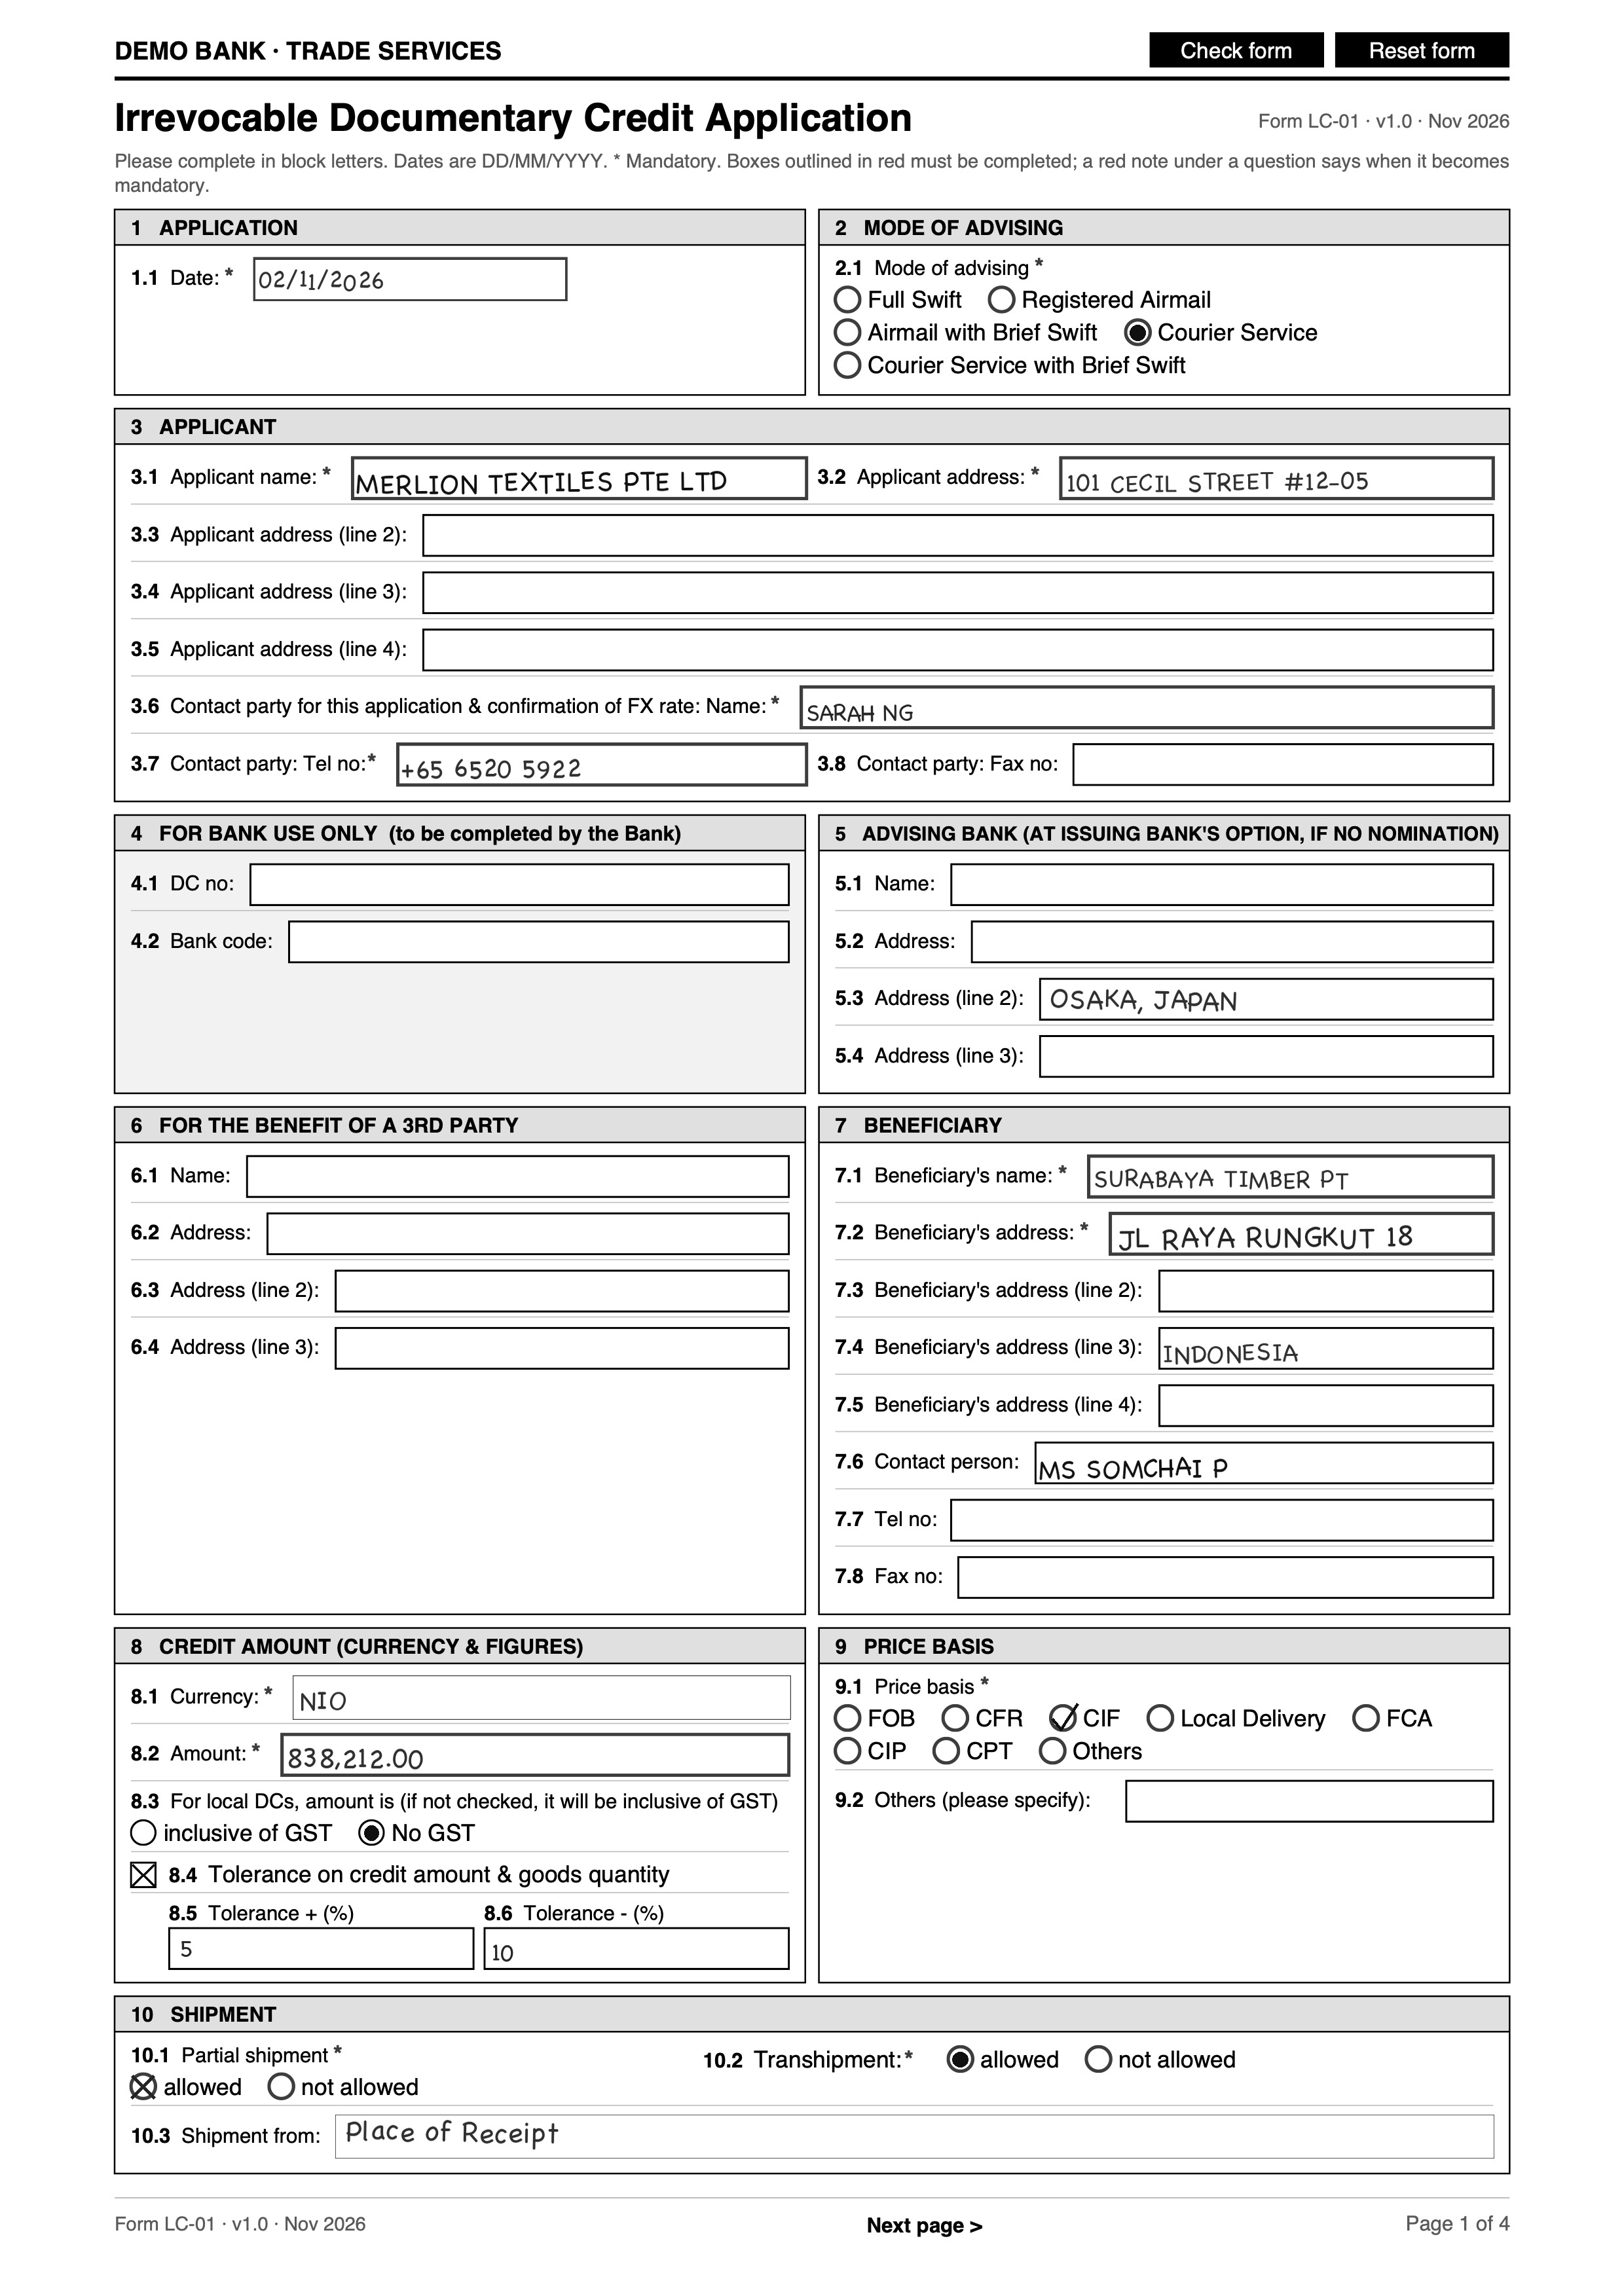 DEMO BANK · TRADE SERVICES
Check form Reset form
Irrevocable Documentary Credit Application
Form LC-01 · v1.0 · Nov 2026
Please complete in block letters. Dates are DD/MM/YYYY. * Mandatory. Boxes outlined in red must be completed; a red note under a question says when it becomes
mandatory.
1 APPLICATION
1.1 Date: * 02/11/2026
2 MODE OF ADVISING
2.1 Mode of advising *
Full Swift Registered Airmail
Airmail with Brief Swift Courier Service
Courier Service with Brief Swift
3 APPLICANT
3.1 Applicant name: * MERLION TEXTILES PTE LTD 3.2 Applicant address: * 101 CECIL STREET #12-05
3.3 Applicant address (line 2):
3.4 Applicant address (line 3):
3.5 Applicant address (line 4):
3.6 Contact party for this application & confirmation of FX rate: Name: * SARAH NG
3.7 Contact party: Tel no:* +65 6520 5922 3.8 Contact party: Fax no:
4 FOR BANK USE ONLY (to be completed by the Bank)
4.1 DC no:
4.2 Bank code:
5 ADVISING BANK (AT ISSUING BANK'S OPTION, IF NO NOMINATION)
5.1 Name:
5.2 Address:
5.3 Address (line 2): OSAKA, JAPAN
5.4 Address (line 3):
6 FOR THE BENEFIT OF A 3RD PARTY
6.1 Name:
6.2 Address:
6.3 Address (line 2):
6.4 Address (line 3):
7 BENEFICIARY
7.1 Beneficiary's name: * SURABAYA TIMBER PT
7.2 Beneficiary's address: * JL RAYA RUNGKUT 18
7.3 Beneficiary's address (line 2):
7.4 Beneficiary's address (line 3): INDONESIA
7.5 Beneficiary's address (line 4):
7.6 Contact person: MS SOMCHAI P
7.7 Tel no:
7.8 Fax no:
8 CREDIT AMOUNT (CURRENCY & FIGURES)
8.1 Currency: * NIO
8.2 Amount: * 838,212.00
8.3 For local DCs, amount is (if not checked, it will be inclusive of GST)
inclusive of GST No GST
8.4 Tolerance on credit amount & goods quantity
8.5 Tolerance + (%) 8.6 Tolerance - (%)
5 10
9 PRICE BASIS
9.1 Price basis *
FOB CFR CIF Local Delivery FCA
CIP CPT Others
9.2 Others (please specify):
10 SHIPMENT
10.1 Partial shipment * 10.2 Transhipment:* allowed not allowed
allowed not allowed
10.3 Shipment from: Place of Receipt
Form LC-01 · v1.0 · Nov 2026 Next page > Page 1 of 4